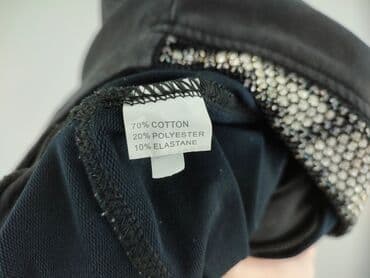 70% COTTON
20% POLYESTER
10% ELASTANE